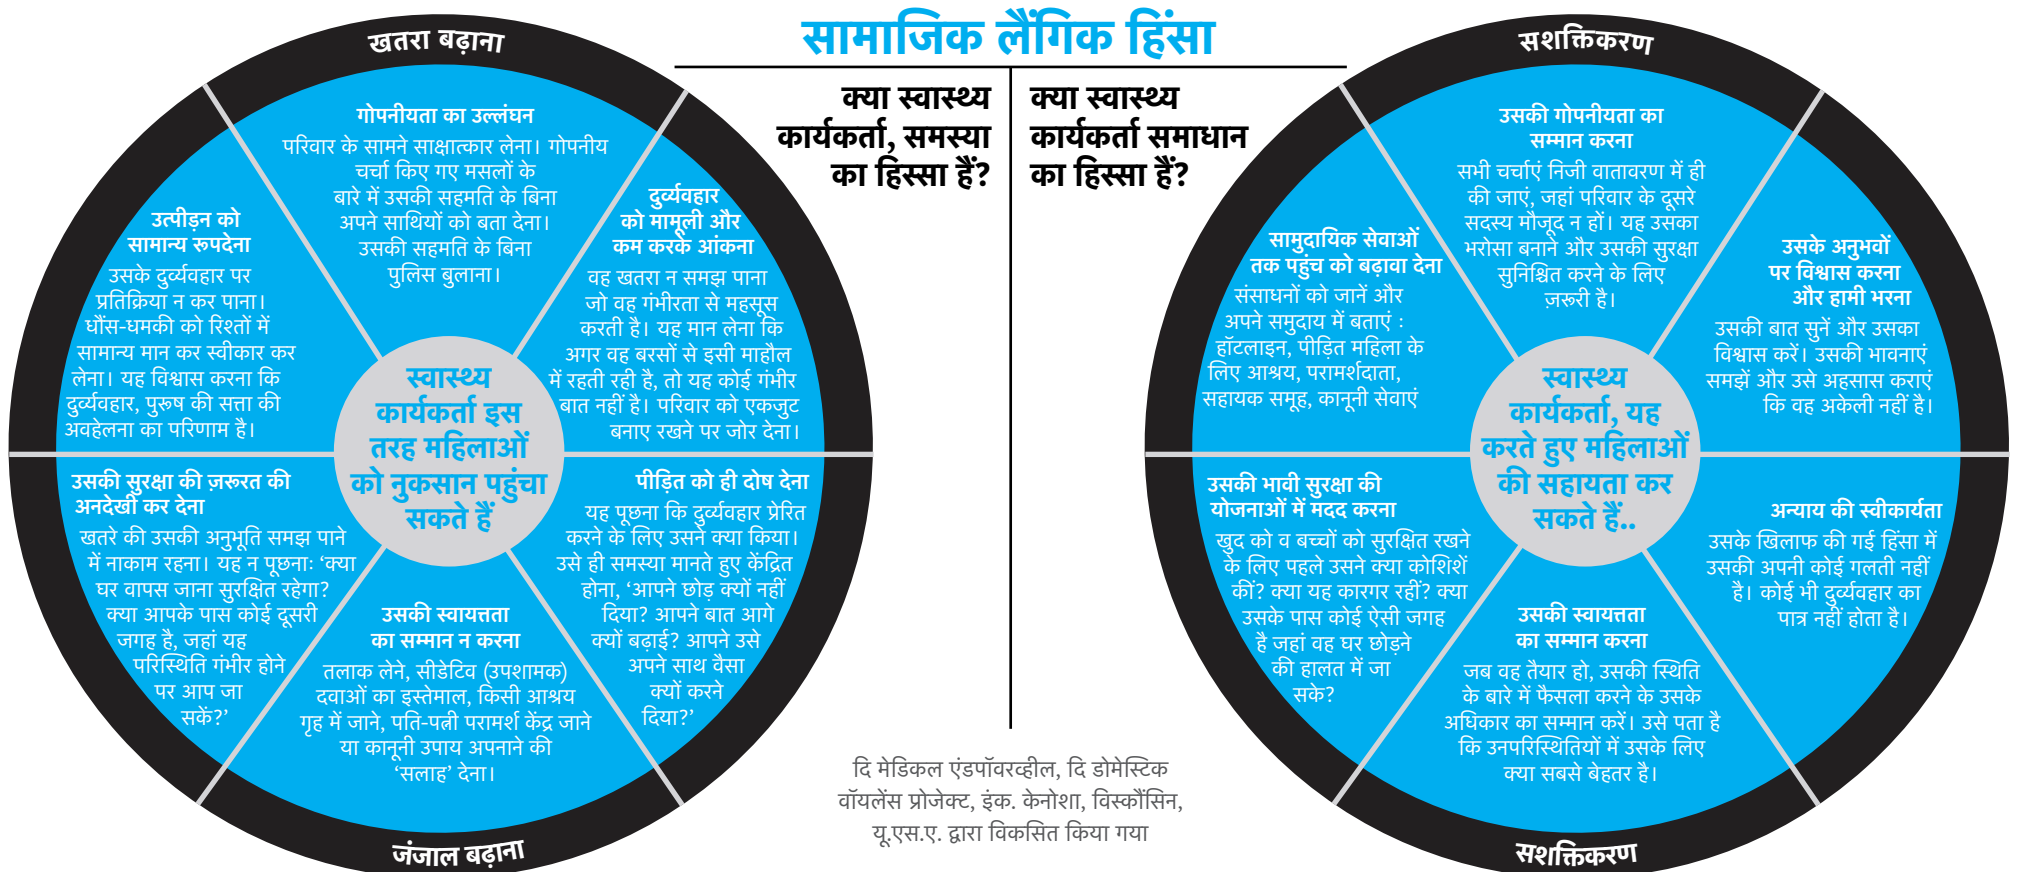 सामाजिक लैंगिक हिंसा
क्या स्वास्थ्य
कार्यकर्ता, समस्या
का हिस्सा हैं?
क्या स्वास्थ्य
कार्यकर्ता समाधान
का हिस्सा हैं?
खतरा बढ़ाना
गोपनीयता का उल्लंघन
परिवार के सामने साक्षात्कार लेना। गोपनीय
चर्चा किए गए मसलों के
बारे में उसकी सहमति के बिना
अपने साथियों को बता देना।
उसकी सहमति के बिना
पुलिस बुलाना।
दुर्व्यवहार
को मामूली और
कम करके आंकना
वह खतरा न समझ पाना
जो वह गंभीरता से महसूस
करती है। यह मान लेना कि
अगर वह बरसों से इसी माहौल
में रहती रही है, तो यह कोई गंभीर
बात नहीं है। परिवार को एकजुट
बनाए रखने पर जोर देना।
पीड़ित को ही दोष देना
यह पूछना कि दुर्व्यवहार प्रेरित
करने के लिए उसने क्या किया।
उसे ही समस्या मानते हुए केंद्रित
होना, ‘आपने छोड़ क्यों नहीं
दिया? आपने बात आगे
क्यों बढ़ाई? आपने उसे
अपने साथ वैसा
क्यों करने
दिया?’
उसकी स्वायत्तता
का सम्मान न करना
तलाक लेने, सीडेटिव (उपशामक)
दवाओं का इस्तेमाल, किसी आश्रय
गृह में जाने, पति-पत्नी परामर्श केंद्र जाने
या कानूनी उपाय अपनाने की
‘सलाह’ देना।
उसकी सुरक्षा की ज़रूरत की
अनदेखी कर देना
खतरे की उसकी अनुभूति समझ पाने
में नाकाम रहना। यह न पूछनाः ‘क्या
घर वापस जाना सुरक्षित रहेगा?
क्या आपके पास कोई दूसरी
जगह है, जहां यह
परिस्थिति गंभीर होने
पर आप जा
सकें?’
उत्पीड़न को
सामान्य रूपदेना
उसके दुर्व्यवहार पर
प्रतिक्रिया न कर पाना।
धौंस-धमकी को रिश्तों में
सामान्य मान कर स्वीकार कर
लेना। यह विश्वास करना कि
दुर्व्यवहार, पुरूष की सत्ता की
अवहेलना का परिणाम है।
स्वास्थ्य
कार्यकर्ता इस
तरह महिलाओं
को नुकसान पहुंचा
सकते हैं
जंजाल बढ़ाना
सशक्तिकरण
उसकी गोपनीयता का
सम्मान करना
सभी चर्चाएं निजी वातावरण में ही
की जाएं, जहां परिवार के दूसरे
सदस्य मौजूद न हों। यह उसका
भरोसा बनाने और उसकी सुरक्षा
सुनिश्चित करने के लिए
ज़रूरी है।
उसके अनुभवों
पर विश्वास करना
और हामी भरना
उसकी बात सुनें और उसका
विश्वास करें। उसकी भावनाएं
समझें और उसे अहसास कराएं
कि वह अकेली नहीं है।
अन्याय की स्वीकार्यता
उसके खिलाफ की गई हिंसा में
उसकी अपनी कोई गलती नहीं
है। कोई भी दुर्व्यवहार का
पात्र नहीं होता है।
उसकी स्वायत्तता
का सम्मान करना
जब वह तैयार हो, उसकी स्थिति
के बारे में फैसला करने के उसके
अधिकार का सम्मान करें। उसे पता है
कि उनपरिस्थितियों में उसके लिए
क्या सबसे बेहतर है।
उसकी भावी सुरक्षा की
योजनाओं में मदद करना
खुद को व बच्चों को सुरक्षित रखने
के लिए पहले उसने क्या कोशिशें
कीं? क्या यह कारगर रहीं? क्या
उसके पास कोई ऐसी जगह
है जहां वह घर छोड़ने
की हालत में जा
सके?
सामुदायिक सेवाओं
तक पहुंच को बढ़ावा देना
संसाधनों को जानें और
अपने समुदाय में बताएं :
हॉटलाइन, पीड़ित महिला के
लिए आश्रय, परामर्शदाता,
सहायक समूह, कानूनी सेवाएं
स्वास्थ्य
कार्यकर्ता, यह
करते हुए महिलाओं
की सहायता कर
सकते हैं..
सशक्तिकरण
दि मेडिकल एंडपॉवरव्हील, दि डोमेस्टिक
वॉयलेंस प्रोजेक्ट, इंक. केनोशा, विस्कौंसिन,
यू.एस.ए. द्वारा विकसित किया गया